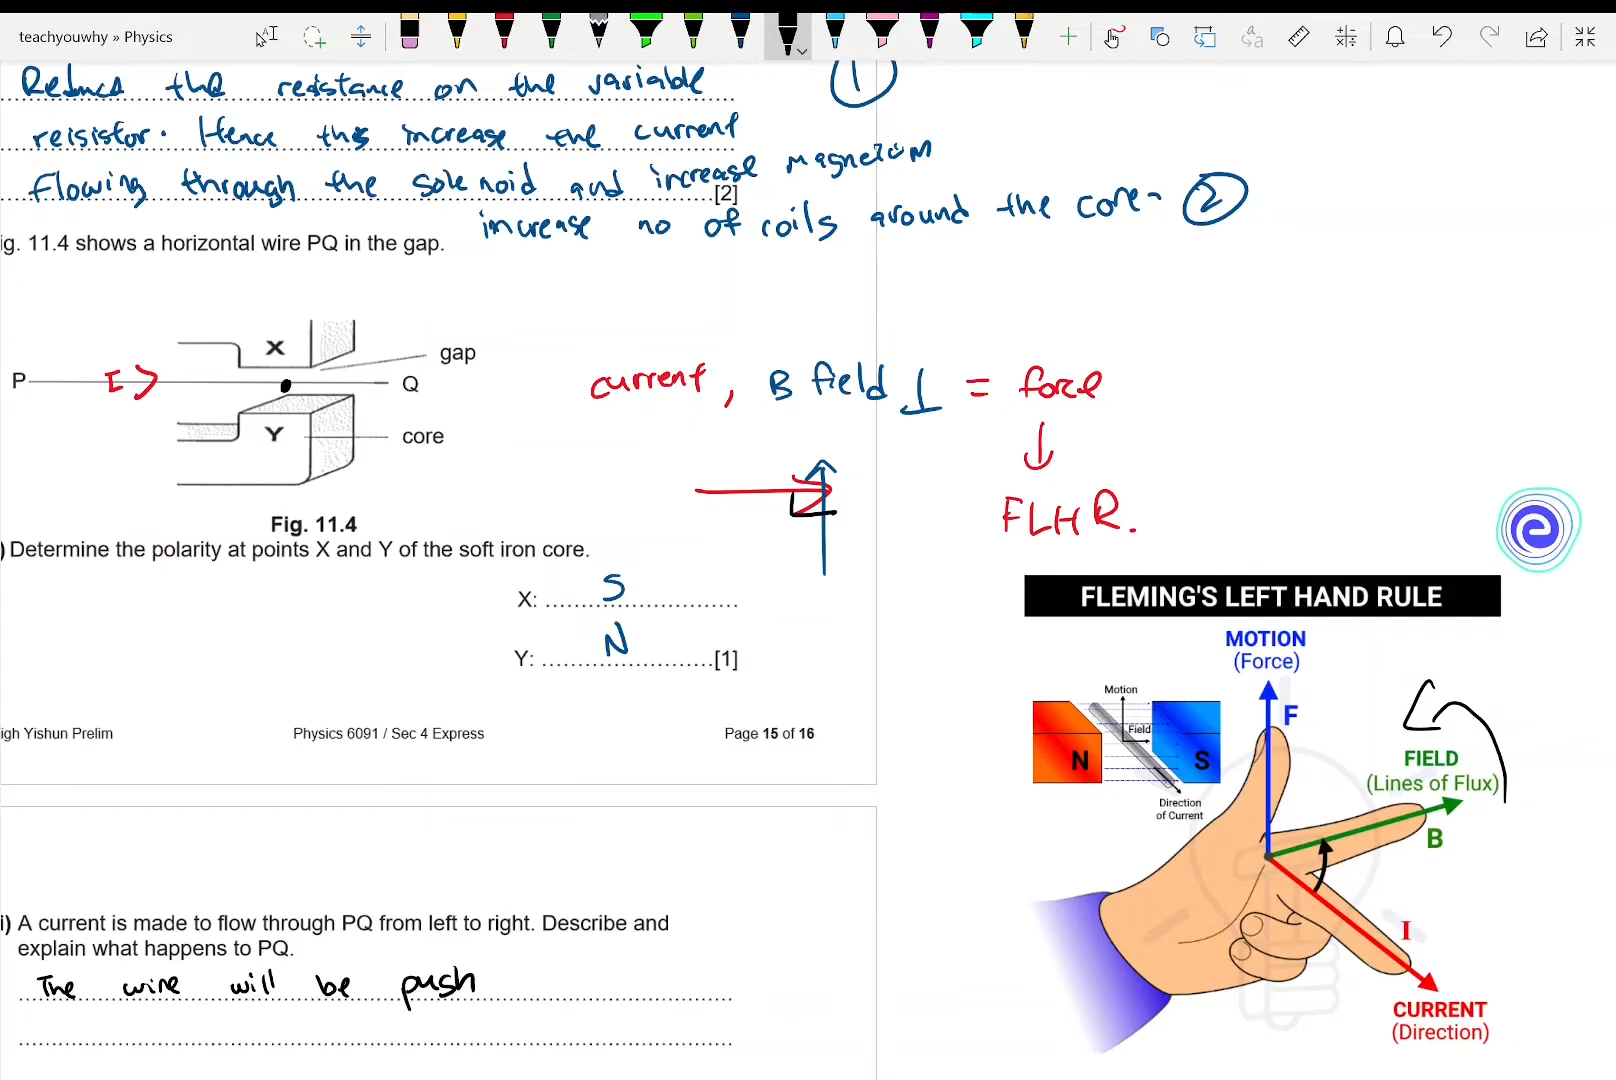 teachyouwhy » Physics
Reduce the resistance on the variable
reisistor. Hence this increase the current
flowing through the solenoid and increase magnetism
[2]
increase no of coils around the core.
1
2
ig. 11.4 shows a horizontal wire PQ in the gap.
X
gap
P
I >
Q
Y
core
Fig. 11.4
current, B field ⊥ = force
↓
FLHR.
) Determine the polarity at points X and Y of the soft iron core.
X: S
Y: N [1]
igh Yishun Prelim
Physics 6091 / Sec 4 Express
Page 15 of 16
i) A current is made to flow through PQ from left to right. Describe and
explain what happens to PQ.
The wire will be push
FLEMING'S LEFT HAND RULE
MOTION
(Force)
F
Motion
Field
N
S
Direction
of Current
FIELD
(Lines of Flux)
B
I
CURRENT
(Direction)